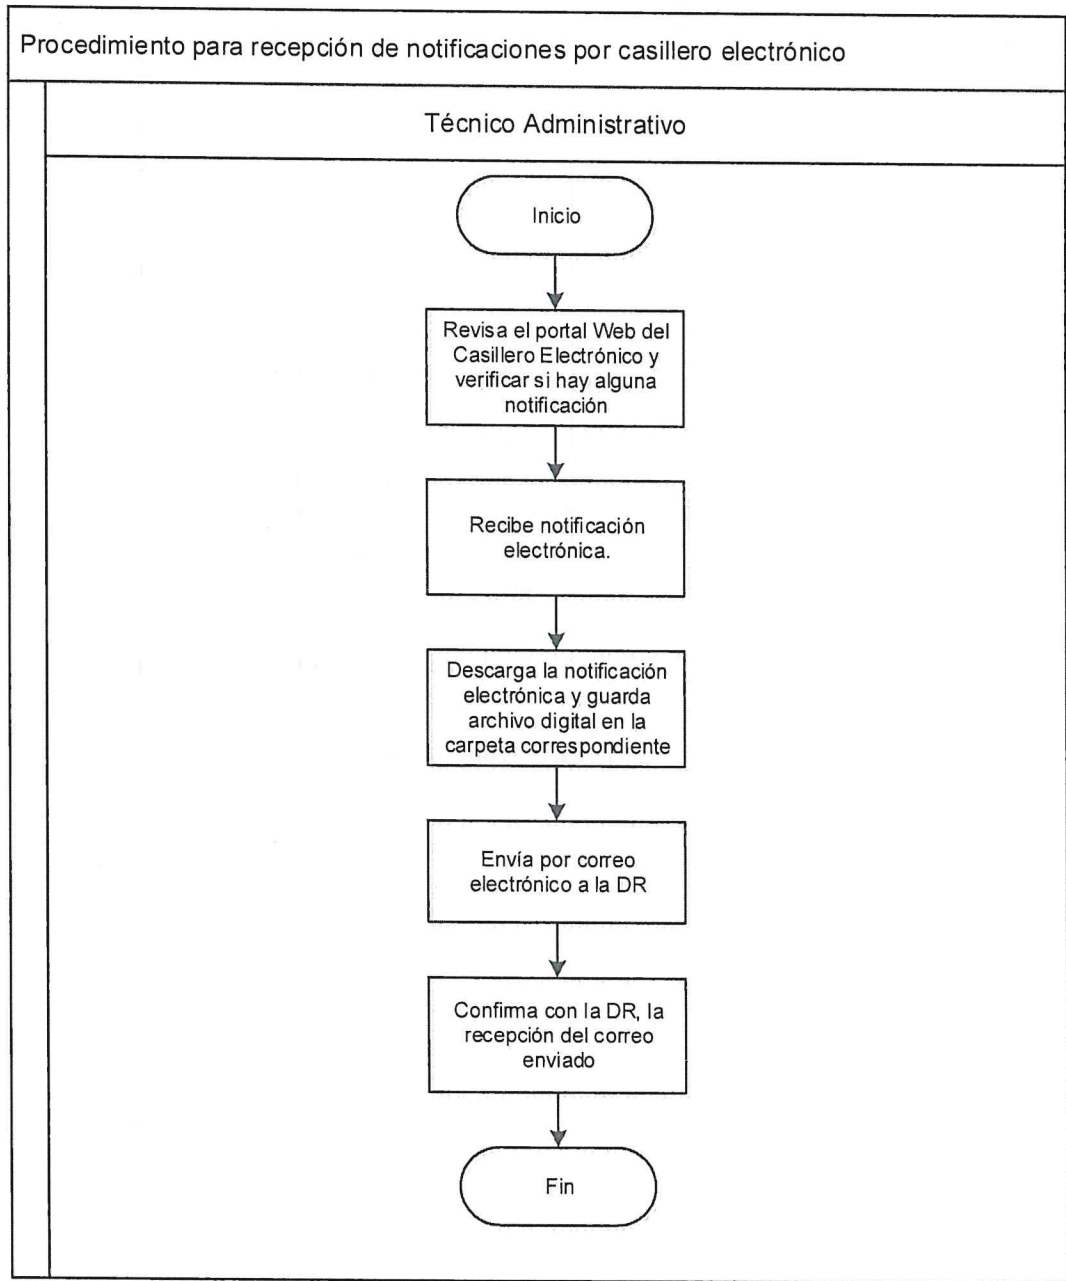 Procedimiento para recepción de notificaciones por casillero electrónico
Técnico Administrativo
Inicio
Revisa el portal Web del
Casillero Electrónico y
verificar si hay alguna
notificación
Recibe notificación
electrónica.
Descarga la notificación
electrónica y guarda
archivo digital en la
carpeta correspondiente
Envía por correo
electrónico a la DR
Confirma con la DR, la
recepción del correo
enviado
Fin